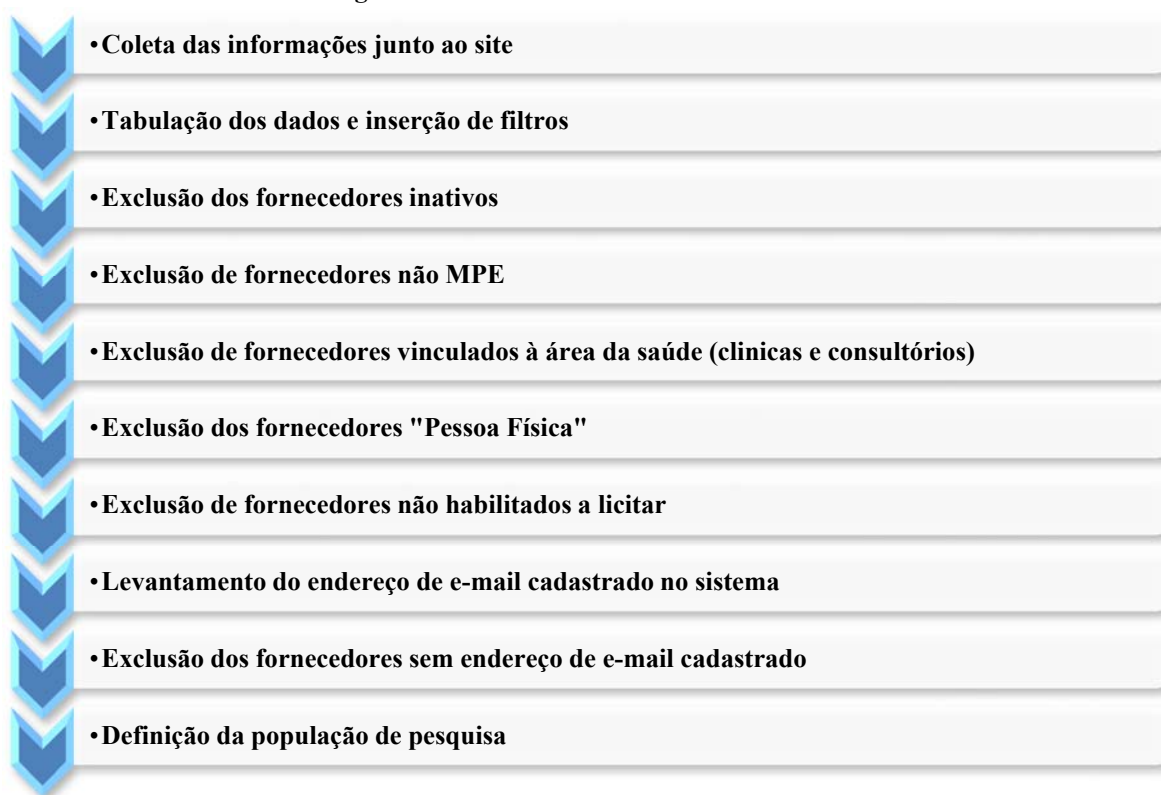 •Coleta das informações junto ao site
•Tabulação dos dados e inserção de filtros
•Exclusão dos fornecedores inativos
•Exclusão de fornecedores não MPE
•Exclusão de fornecedores vinculados à área da saúde (clinicas e consultórios)
•Exclusão dos fornecedores "Pessoa Física"
•Exclusão de fornecedores não habilitados a licitar
•Levantamento do endereço de e-mail cadastrado no sistema
•Exclusão dos fornecedores sem endereço de e-mail cadastrado
•Definição da população de pesquisa